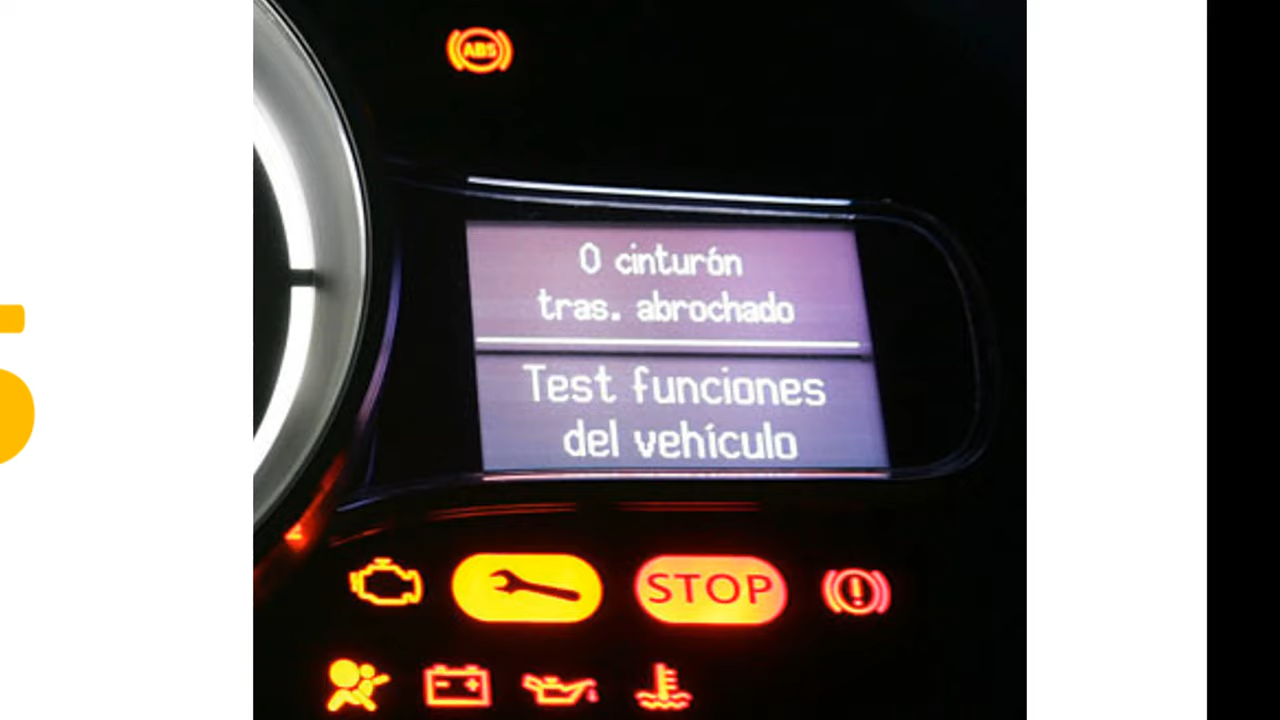 ABS
0 cinturón
tras. abrochado
Test funciones
del vehículo
STOP